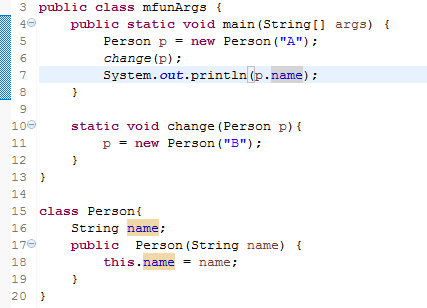 3 public class mfunArgs {
4 public static void main(String[] args) {
5 Person p = new Person("A");
6 change(p);
7 System.out.println(p.name);
8 }
9
10 static void change(Person p){
11 p = new Person("B");
12 }
13 }
14
15 class Person{
16 String name;
17 public  Person(String name) {
18 this.name = name;
19 }
20 }